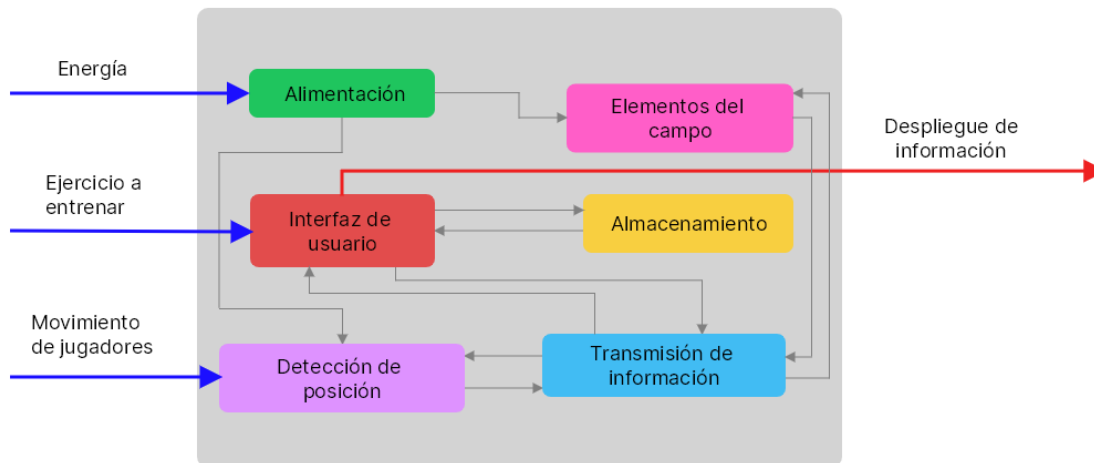 Energía
Alimentación
Elementos del
campo
Despliegue de
información
Ejercicio a
entrenar
Interfaz de
usuario
Almacenamiento
Movimiento
de jugadores
Detección de
posición
Transmisión de
información